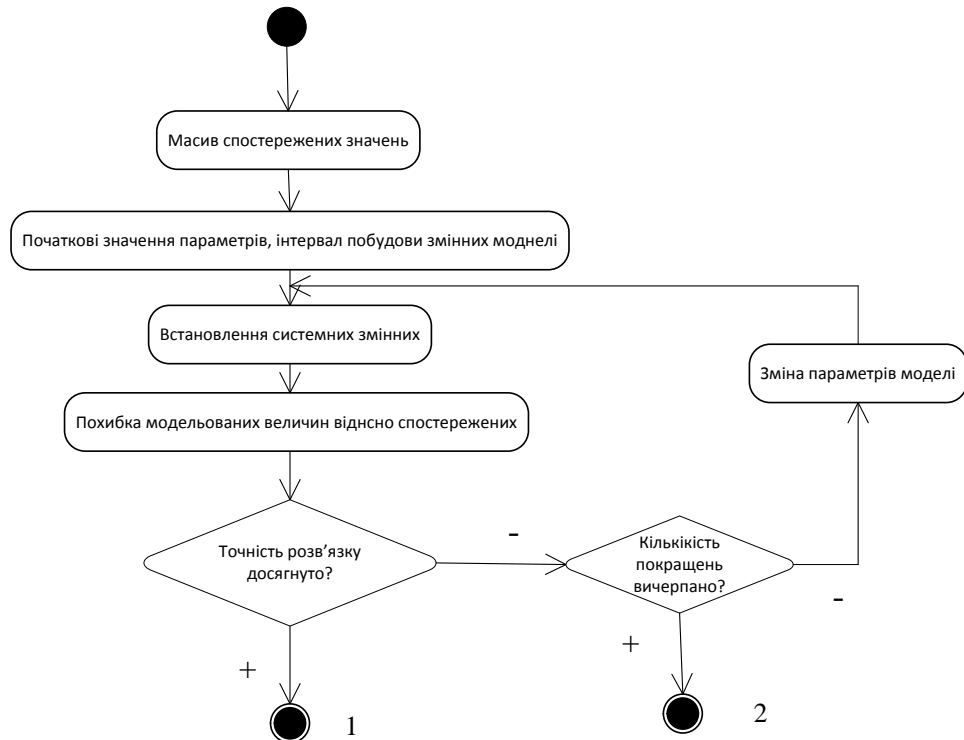 Масив спостережених значень
Початкові значення параметрів, інтервал побудови змінних моднелі
Встановлення системних змінних
Зміна параметрів моделі
Похибка модельованих величин віднсно спостережених
Точність розв’язку
досягнуто?
-
Кількікість
покращень
вичерпано?
-
+
+
1
2